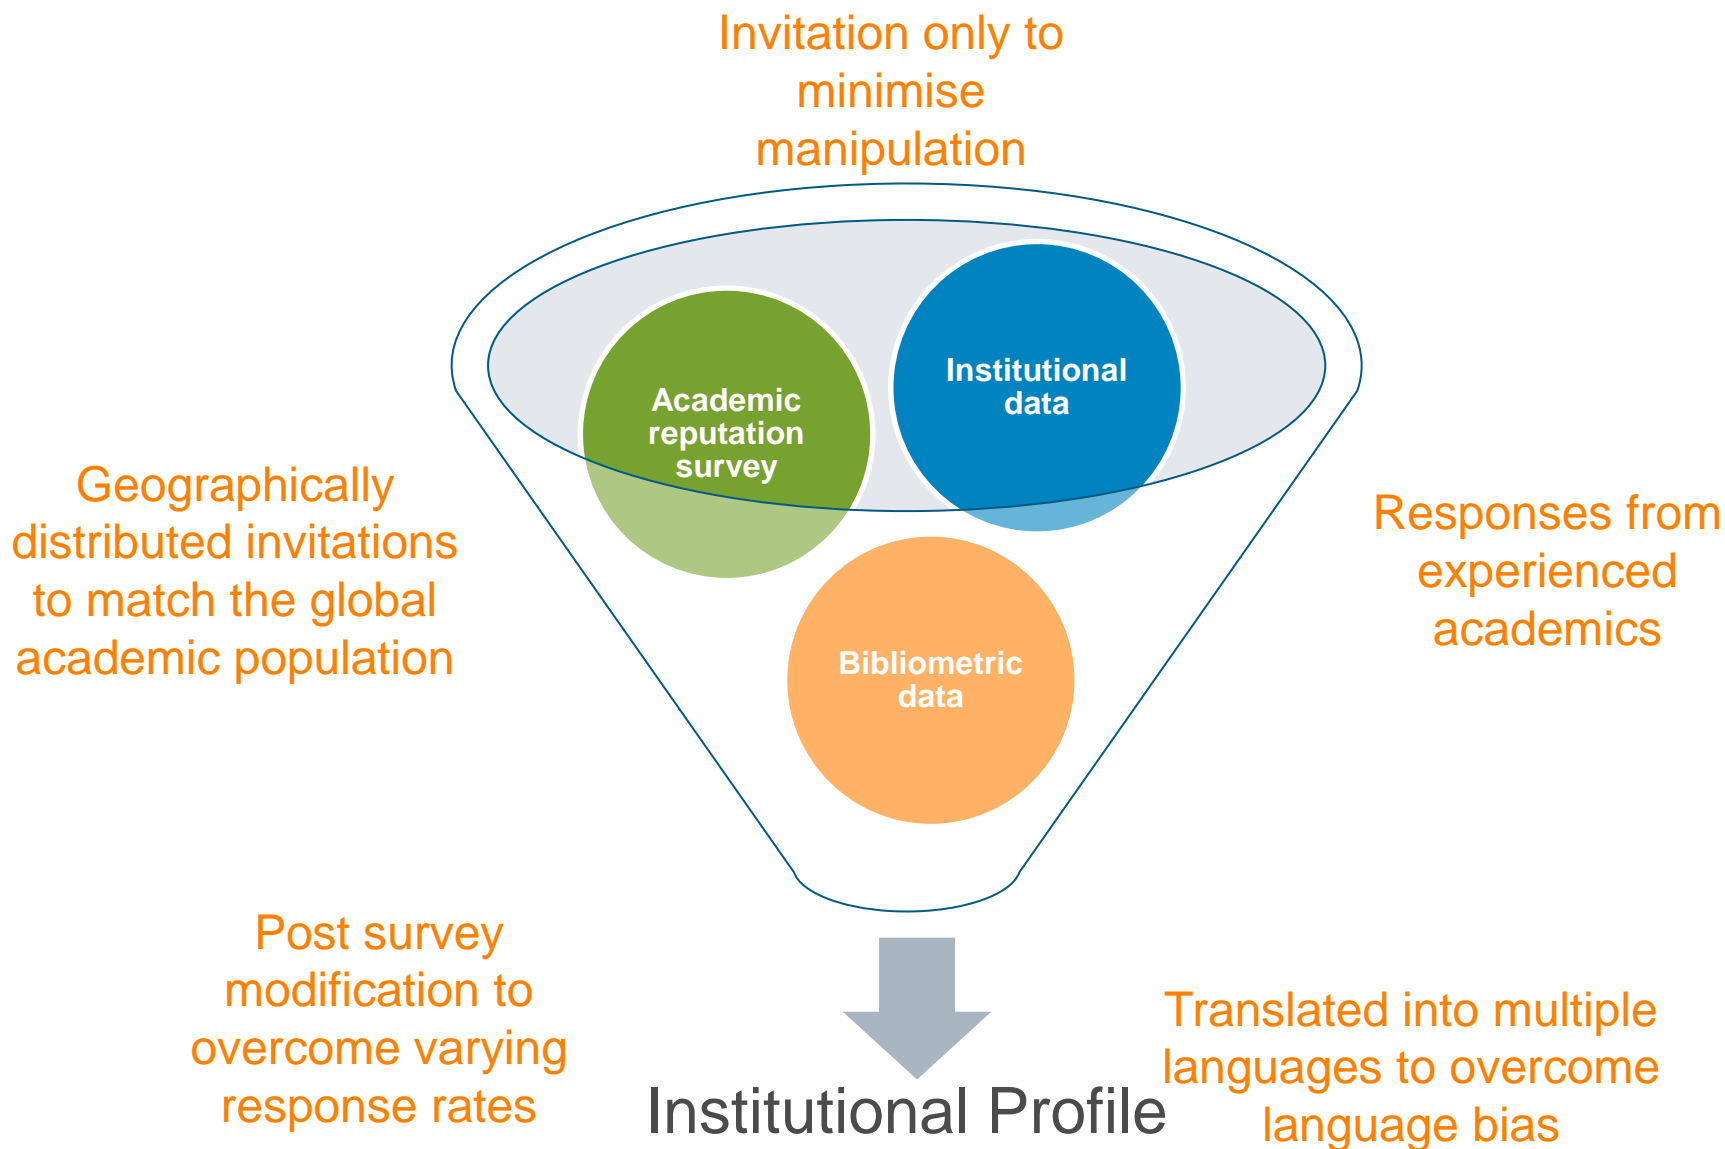 Invitation only to
minimise
manipulation
Institutional
data
Academic
reputation
survey
Geographically
distributed invitations
to match the global
academic population
Responses from
experienced
academics
Bibliometric
data
Post survey
modification to
overcome varying
response rates
Translated into multiple
languages to overcome
language bias
Institutional Profile